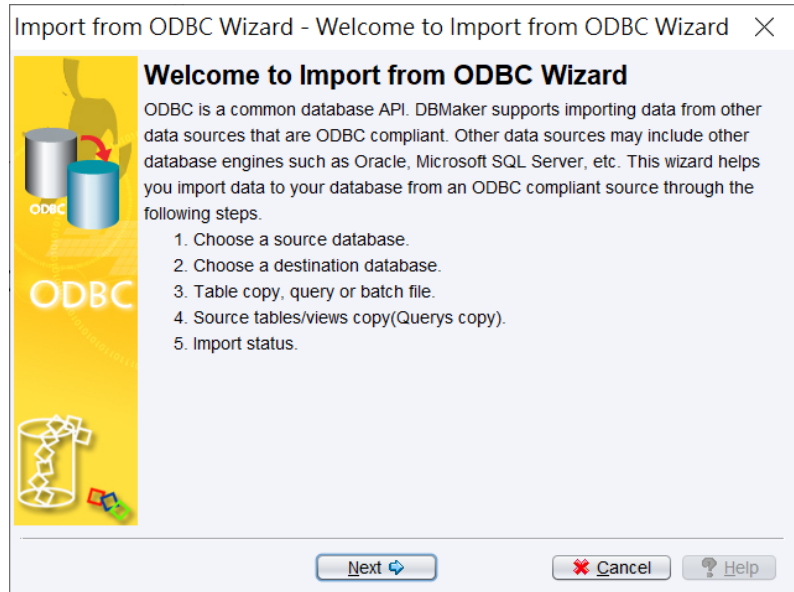 Import from ODBC Wizard - Welcome to Import from ODBC Wizard
Welcome to Import from ODBC Wizard
ODBC is a common database API. DBMaker supports importing data from other
data sources that are ODBC compliant. Other data sources may include other
database engines such as Oracle, Microsoft SQL Server, etc. This wizard helps
you import data to your database from an ODBC compliant source through the
following steps.
1. Choose a source database.
2. Choose a destination database.
3. Table copy, query or batch file.
4. Source tables/views copy(Querys copy).
5. Import status.
ODBC
ODBC
Next
Cancel
Help